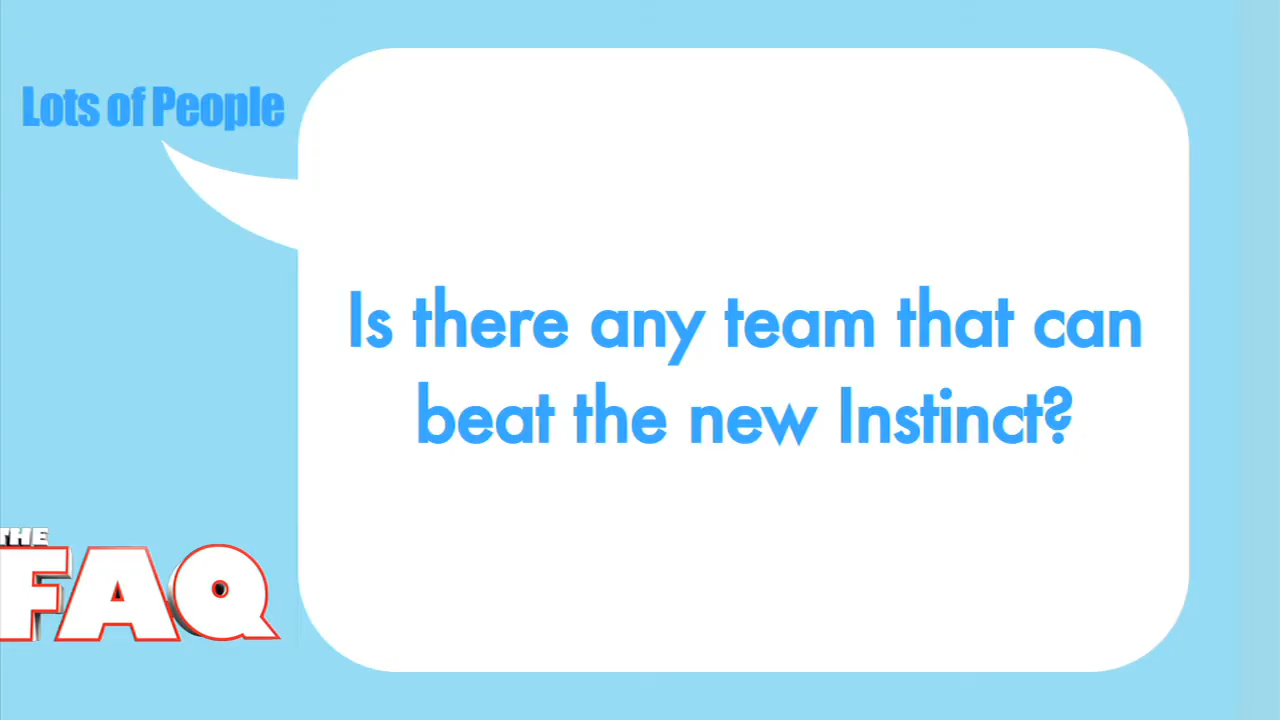 Lots of People
Is there any team that can
beat the new Instinct?
THE
FAQ